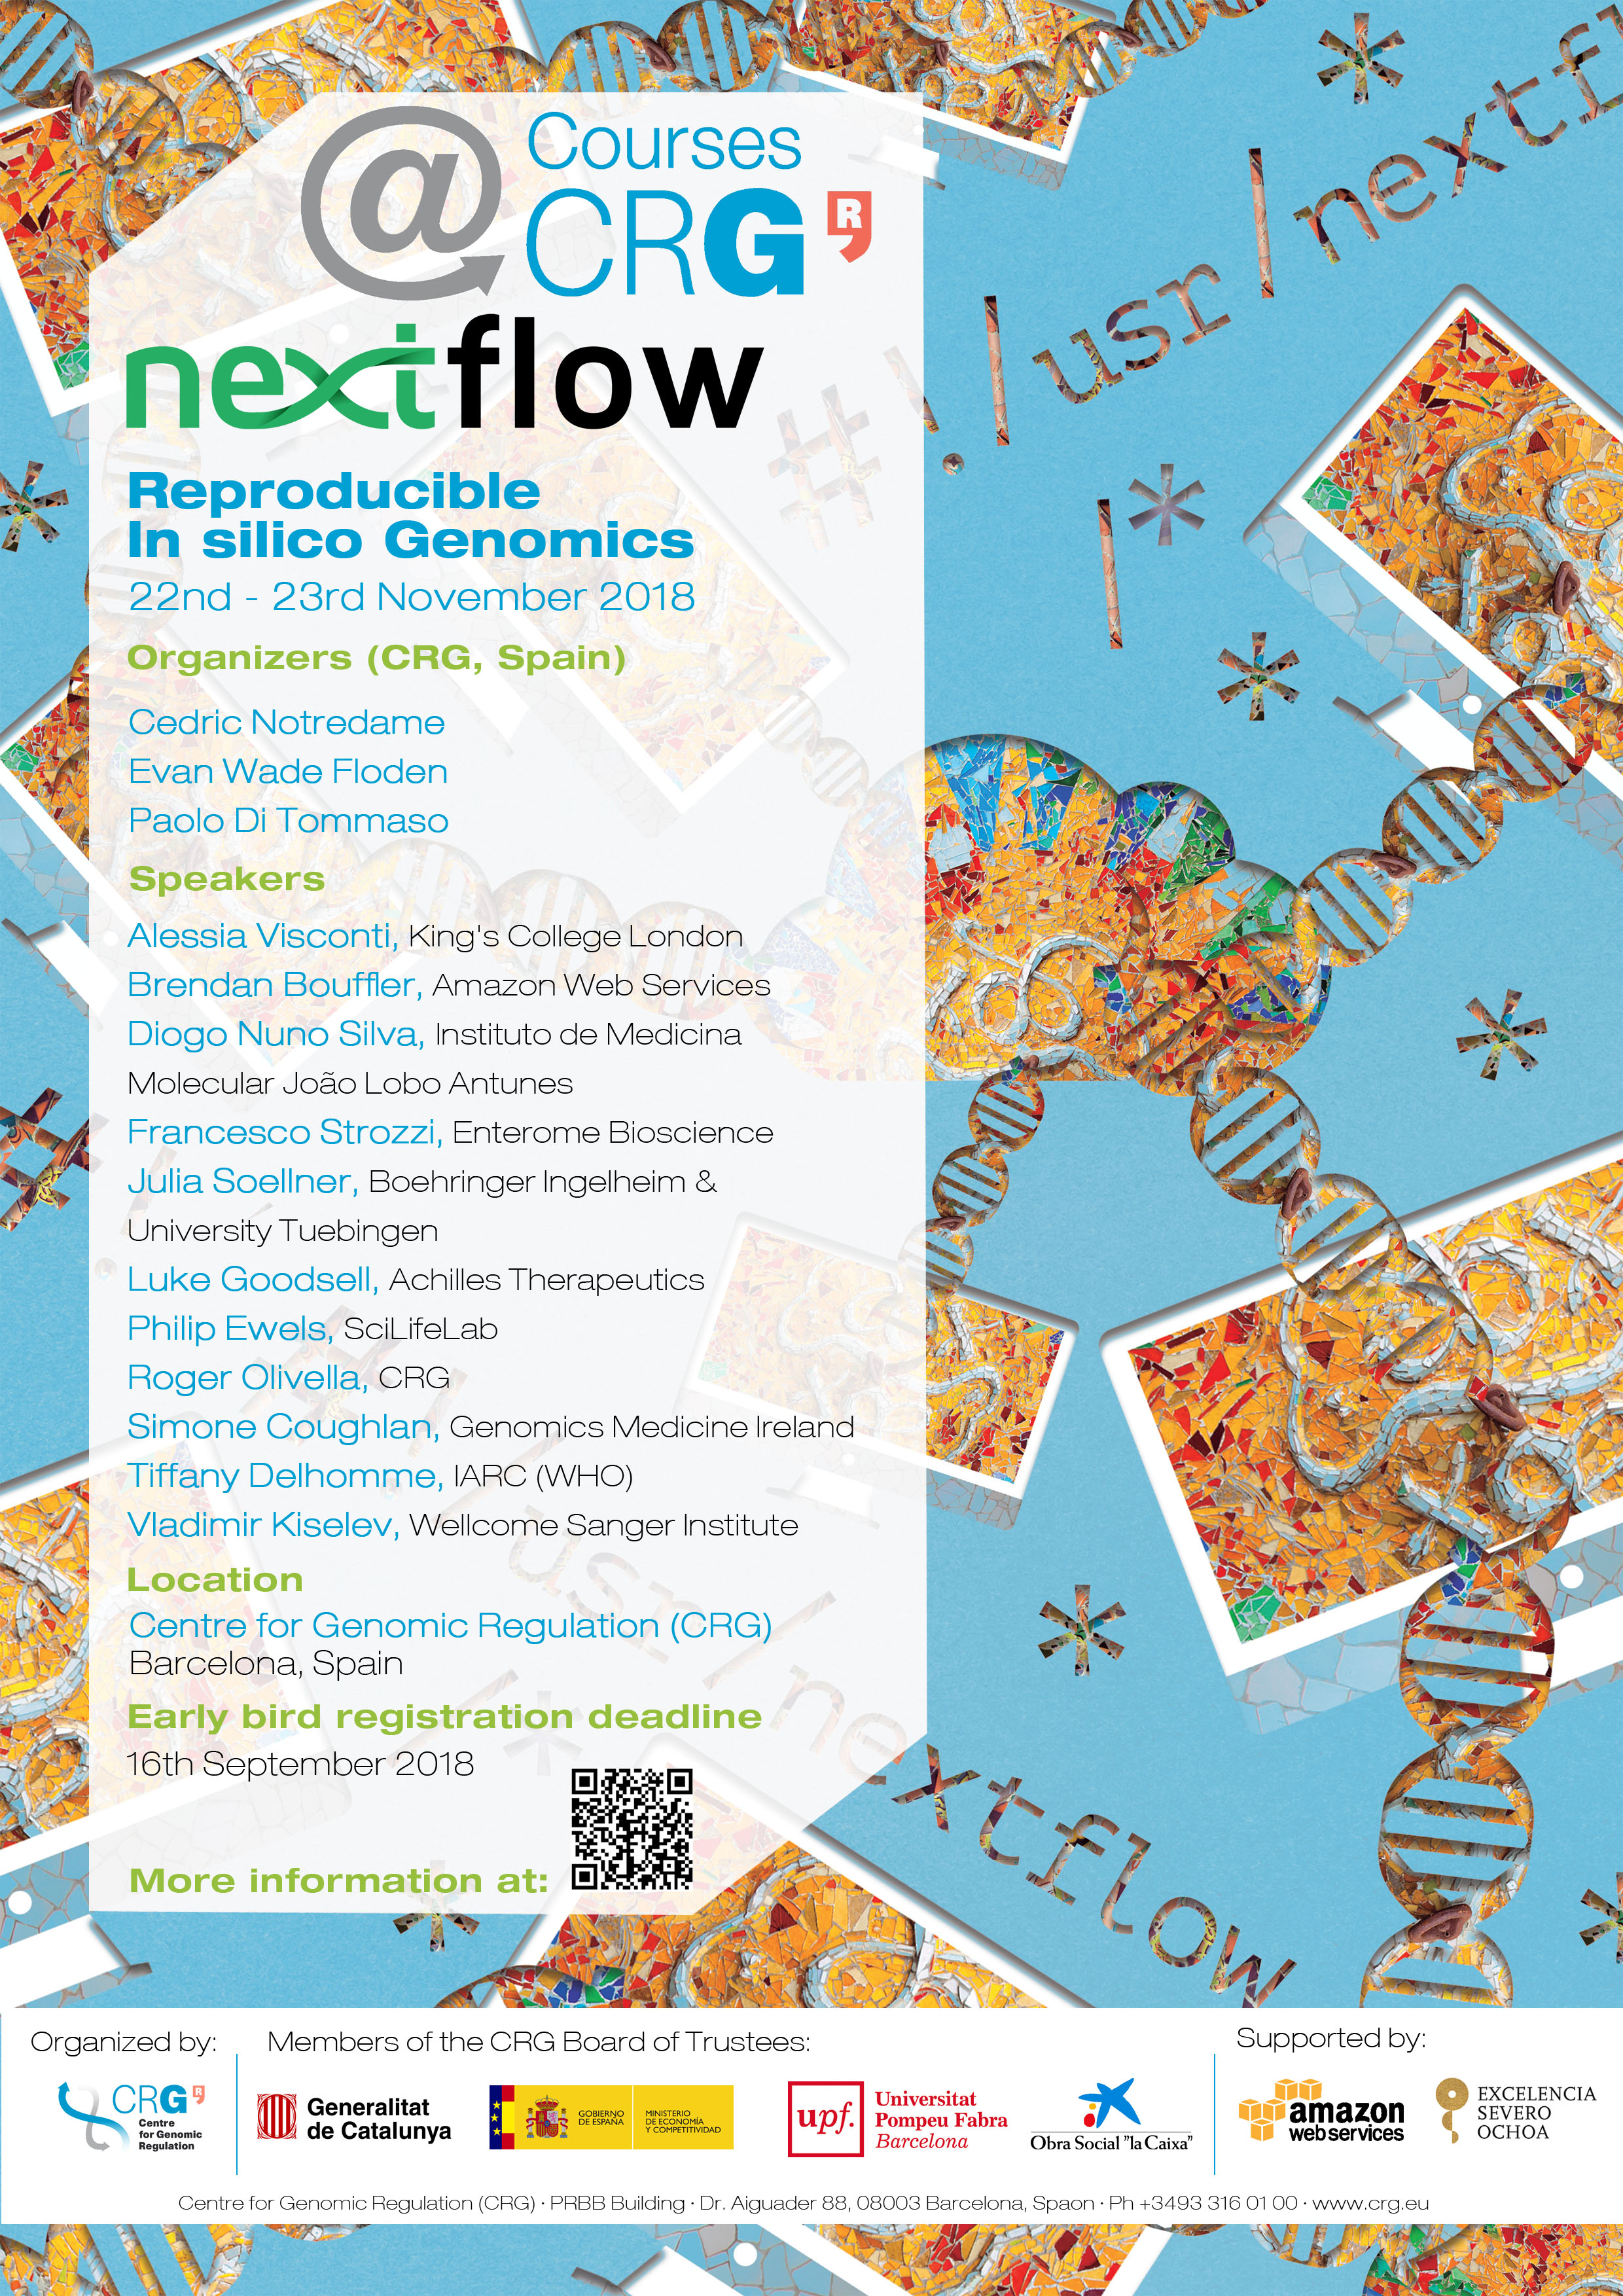 @ Courses
CRG R
nextflow
#!/usr/nextfl
Reproducible
In silico Genomics
22nd - 23rd November 2018
Organizers (CRG, Spain)
Cedric Notredame
Evan Wade Floden
Paolo Di Tommaso
Speakers
Alessia Visconti, King's College London
Brendan Bouffler, Amazon Web Services
Diogo Nuno Silva, Instituto de Medicina
Molecular João Lobo Antunes
Francesco Strozzi, Enterome Bioscience
Julia Soellner, Boehringer Ingelheim &
University Tuebingen
Luke Goodsell, Achilles Therapeutics
Philip Ewels, SciLifeLab
Roger Olivella, CRG
Simone Coughlan, Genomics Medicine Ireland
Tiffany Delhomme, IARC (WHO)
Vladimir Kiselev, Wellcome Sanger Institute
Location
Centre for Genomic Regulation (CRG)
Barcelona, Spain
Early bird registration deadline
16th September 2018
More information at:
#!/usr/nextflow
Organized by:
CRG R
Centre
for Genomic
Regulation
Members of the CRG Board of Trustees:
Generalitat
de Catalunya
GOBIERNO
DE ESPAÑA
MINISTERIO
DE ECONOMÍA
Y COMPETITIVIDAD
upf.
Universitat
Pompeu Fabra
Barcelona
Obra Social "la Caixa"
Supported by:
amazon
webservices
EXCELENCIA
SEVERO
OCHOA
Centre for Genomic Regulation (CRG) · PRBB Building · Dr. Aiguader 88, 08003 Barcelona, Spaon · Ph +3493 316 01 00 · www.crg.eu